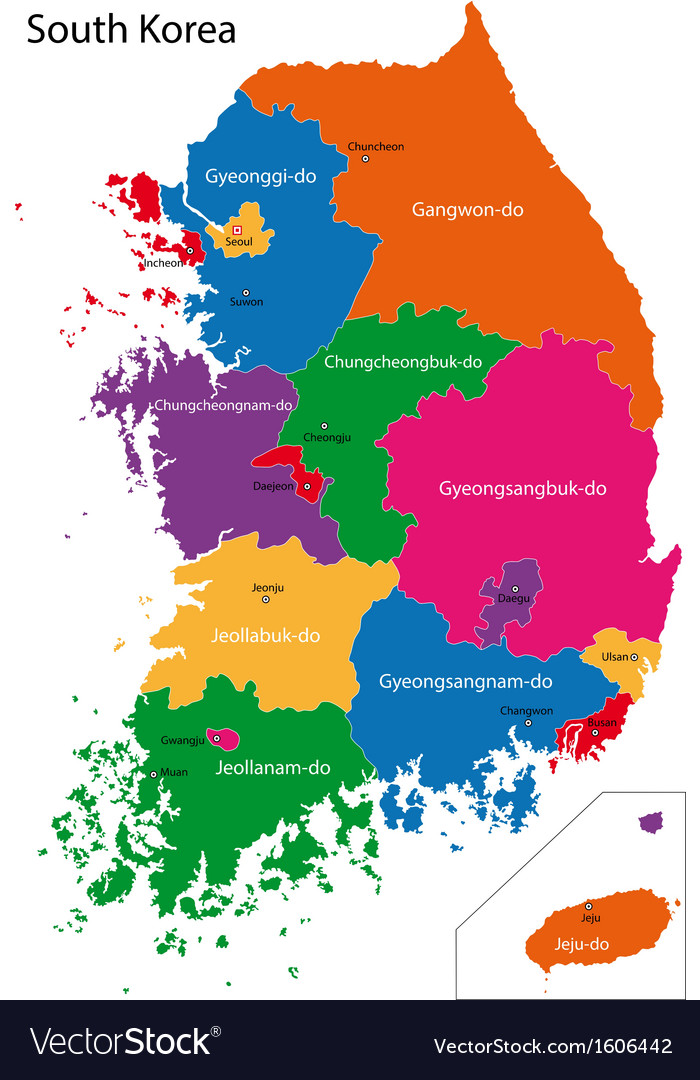 South Korea
Chuncheon
Gyeonggi-do
Gangwon-do
Seoul
Incheon
Suwon
Chungcheongbuk-do
Chungcheongnam-do
Cheongju
Daejeon
Gyeongsangbuk-do
Jeonju
Daegu
Jeollabuk-do
Ulsan
Gyeongsangnam-do
Changwon
Busan
Gwangju
Jeollanam-do
Muan
Jeju
Jeju-do
VectorStock®
VectorStock.com/1606442